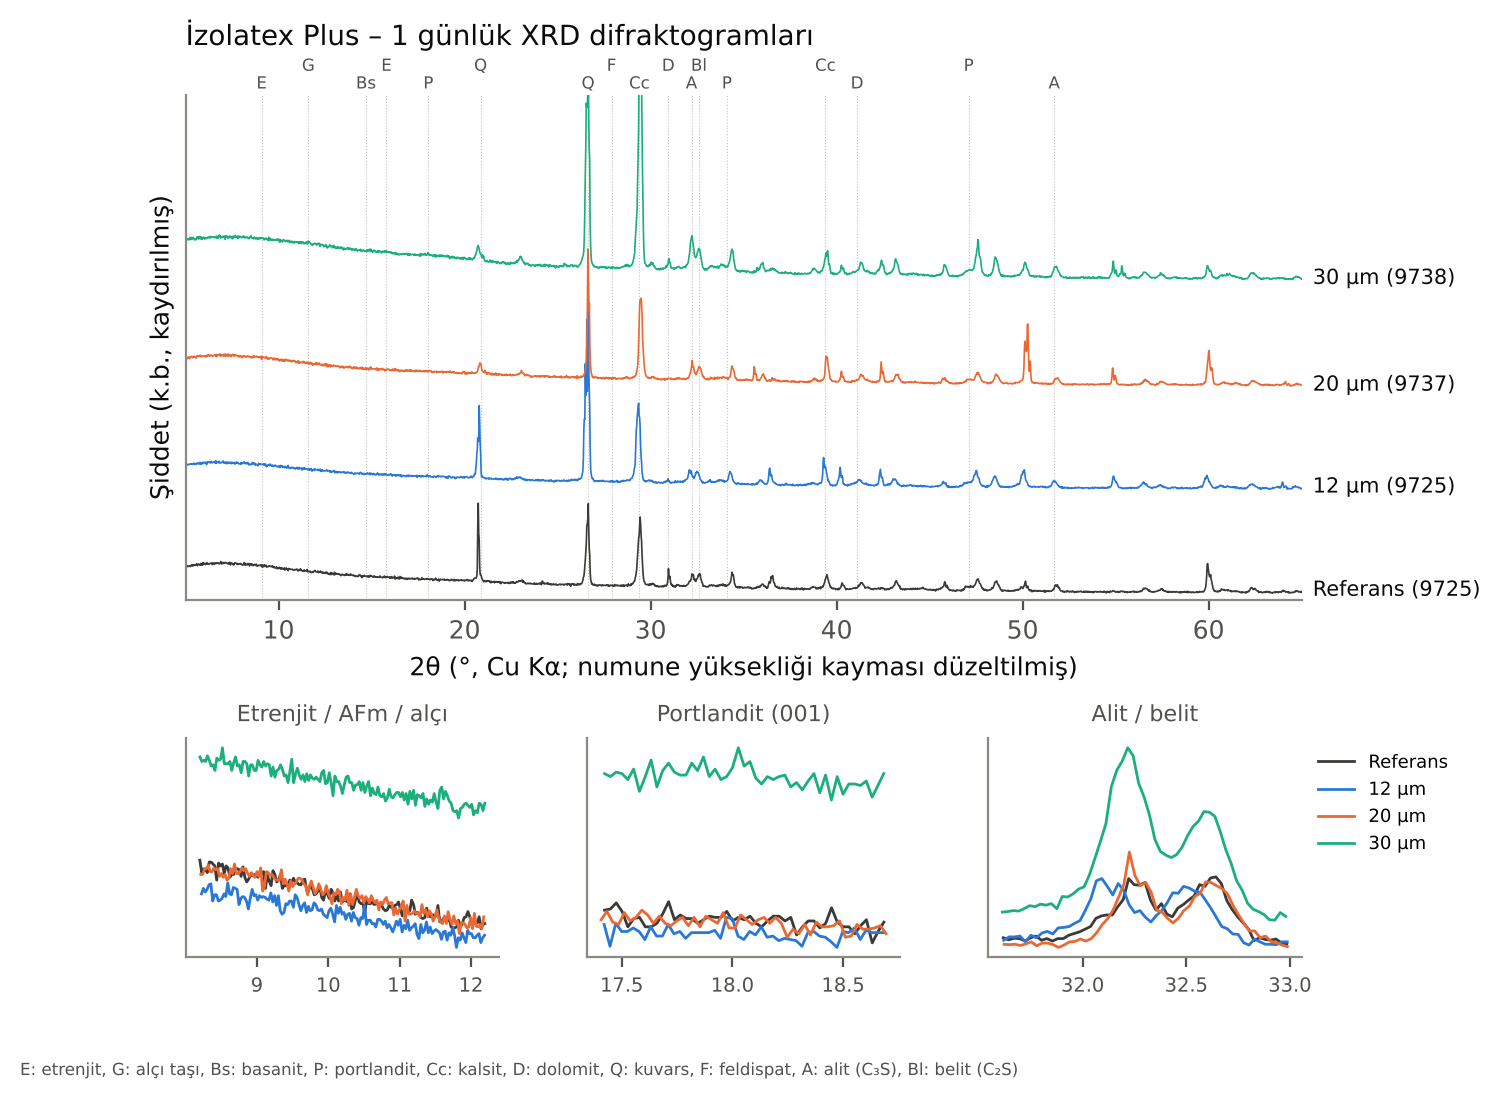 İzolatex Plus – 1 günlük XRD difraktogramları
G E Q F D Bl Cc P
E Bs P Q Cc A P D A
Şiddet (k.b., kaydırılmış)
30 µm (9738)
20 µm (9737)
12 µm (9725)
Referans (9725)
10 20 30 40 50 60
2θ (°, Cu Kα; numune yüksekliği kayması düzeltilmiş)
Etrenjit / AFm / alçı
Portlandit (001)
Alit / belit
Referans
12 µm
20 µm
30 µm
9 10 11 12
17.5 18.0 18.5
32.0 32.5 33.0
E: etrenjit, G: alçı taşı, Bs: basanit, P: portlandit, Cc: kalsit, D: dolomit, Q: kuvars, F: feldispat, A: alit (C₃S), Bl: belit (C₂S)